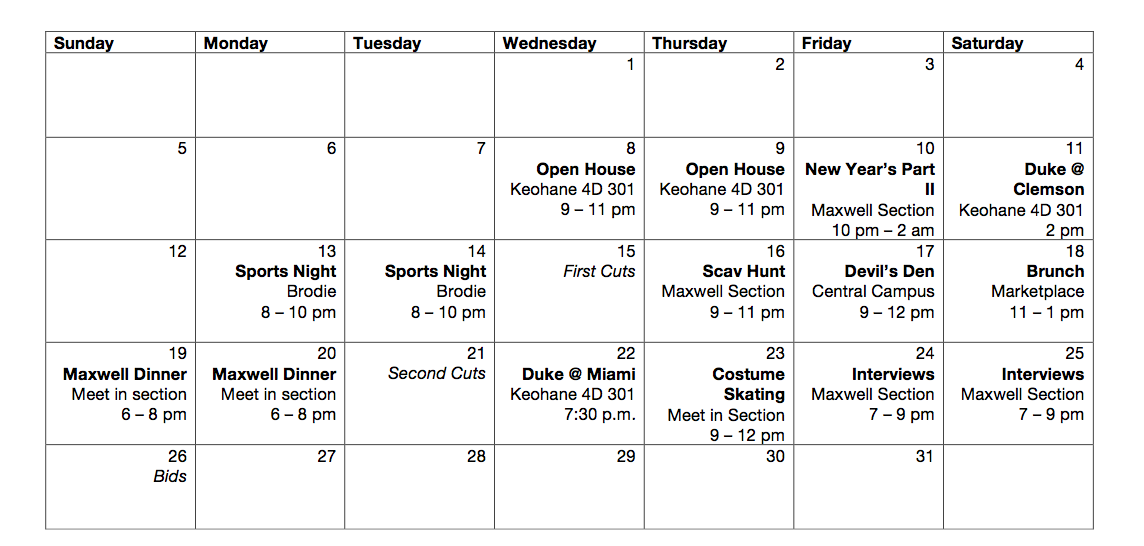 Sunday Monday Tuesday Wednesday Thursday Friday Saturday
1 2 3 4
5 6 7 8 9 10 11
Open House Open House New Year’s Part Duke @
Keohane 4D 301 Keohane 4D 301 II Clemson
9 – 11 pm 9 – 11 pm Maxwell Section Keohane 4D 301
10 pm – 2 am 2 pm
12 13 14 15 16 17 18
Sports Night Sports Night First Cuts Scav Hunt Devil’s Den Brunch
Brodie Brodie Maxwell Section Central Campus Marketplace
8 – 10 pm 8 – 10 pm 9 – 11 pm 9 – 12 pm 11 – 1 pm
19 20 21 22 23 24 25
Maxwell Dinner Maxwell Dinner Second Cuts Duke @ Miami Costume Interviews Interviews
Meet in section Meet in section Keohane 4D 301 Skating Maxwell Section Maxwell Section
6 – 8 pm 6 – 8 pm 7:30 p.m. Meet in Section 7 – 9 pm 7 – 9 pm
9 – 12 pm
26 27 28 29 30 31
Bids